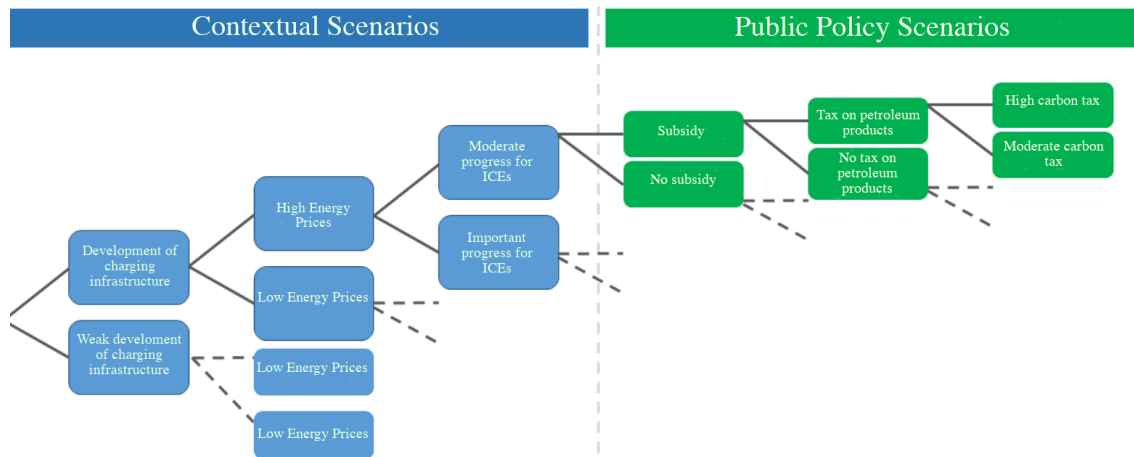 Contextual Scenarios
Public Policy Scenarios
Development of
charging
infrastructure
Weak develoment
of charging
infrastructure
High Energy
Prices
Low Energy Prices
Low Energy Prices
Low Energy Prices
Moderate
progress for
ICEs
Important
progress for
ICEs
Subsidy
No subsidy
Tax on petroleum
products
No tax on
petroleum
products
High carbon tax
Moderate carbon
tax